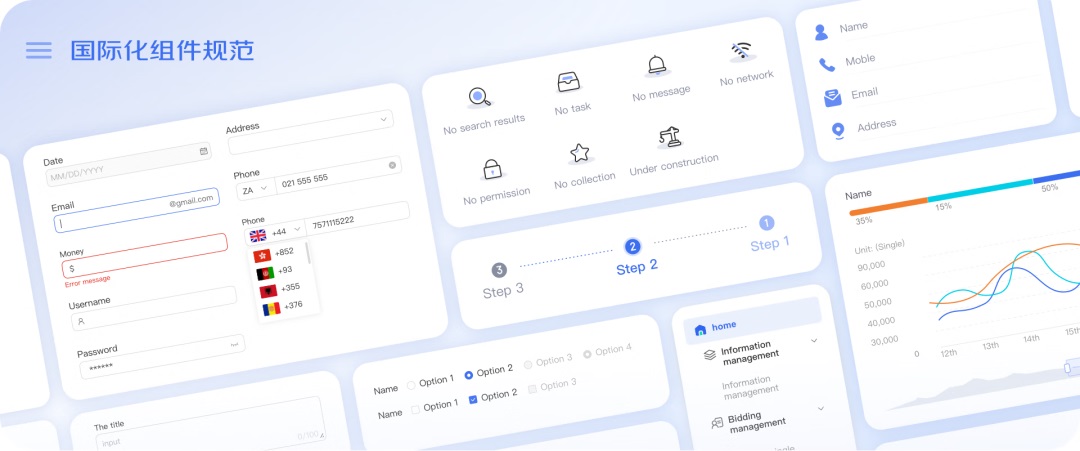 国际化组件规范
Date
MM/DD/YYYY
Address
Email
@gmail.com
Phone
ZA
021 555 555
Money
$
Error message
Phone
+44
7571115222
+852
+93
+355
+376
Username
Password
******
The title
input
0/100
No search results
No task
No message
No network
No permission
No collection
Under construction
3
2
1
Step 3
Step 2
Step 1
Name
Option 1
Option 2
Option 3
Option 4
Name
Option 1
Option 2
Option 3
home
Information
management
Information
management
Bidding
management
Name
Moble
Email
Address
Name
35%
15%
50%
Unit: (Single)
90,000
60,000
50,000
40,000
30,000
0
12th
13th
14th
15th